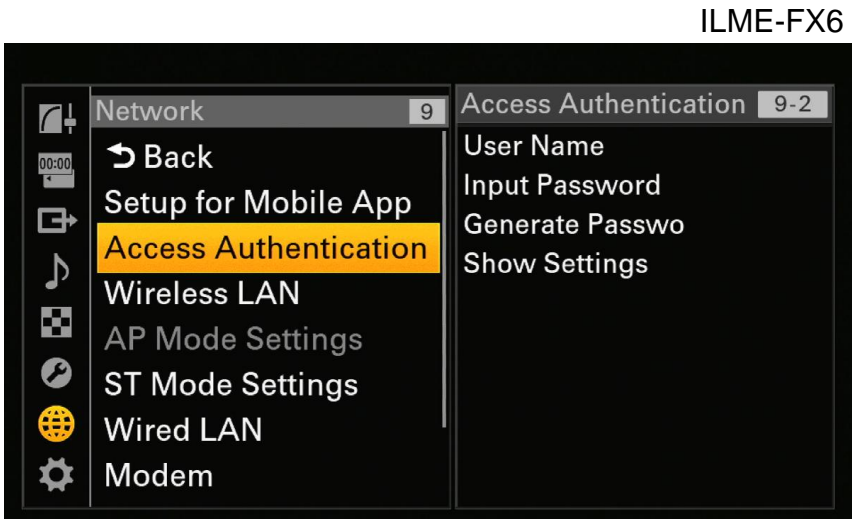 ILME-FX6
Network 9
Back
Setup for Mobile App
Access Authentication
Wireless LAN
AP Mode Settings
ST Mode Settings
Wired LAN
Modem
Access Authentication 9-2
User Name
Input Password
Generate Passwo
Show Settings
00:00